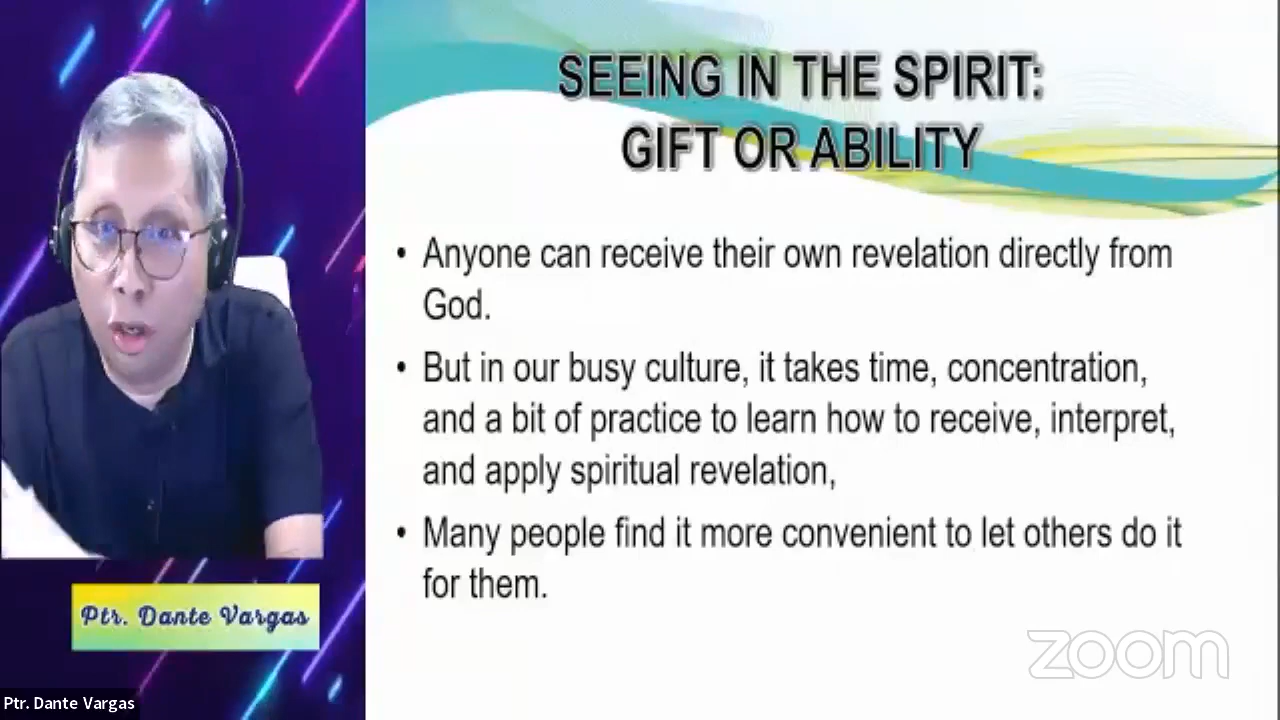 SEEING IN THE SPIRIT:
GIFT OR ABILITY
• Anyone can receive their own revelation directly from
God.
• But in our busy culture, it takes time, concentration,
and a bit of practice to learn how to receive, interpret,
and apply spiritual revelation,
• Many people find it more convenient to let others do it
for them.
Ptr. Dante Vargas
zoom
Ptr. Dante Vargas